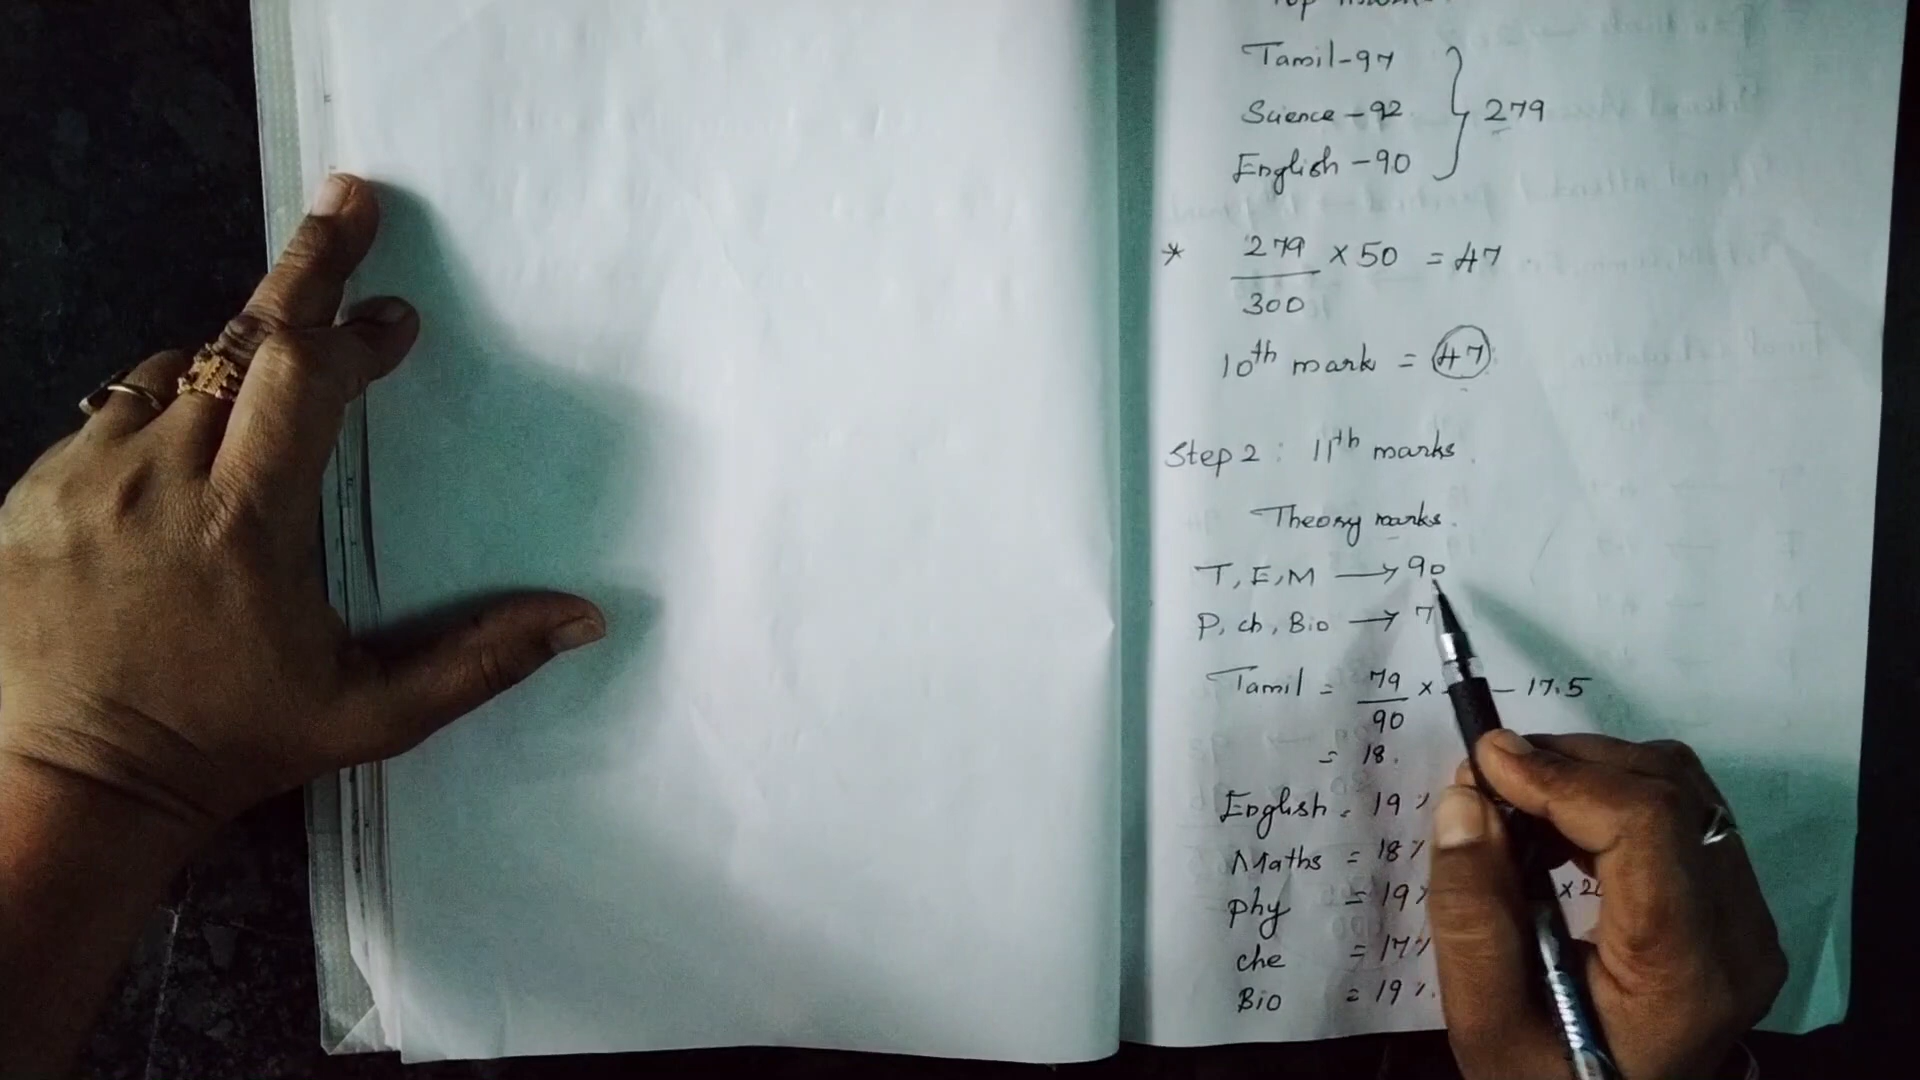 Tamil-97
Science-92
English-90
279
* 279/300 × 50 = 47
10th mark = 47
Step 2: 11th marks.
Theory marks.
T, E, M → 90
P, ch, Bio → 7
Tamil = 79/90 × — 17.5
= 18.
English = 19%
Maths = 18%
phy = 19% × 20
che = 17%
Bio = 19%.